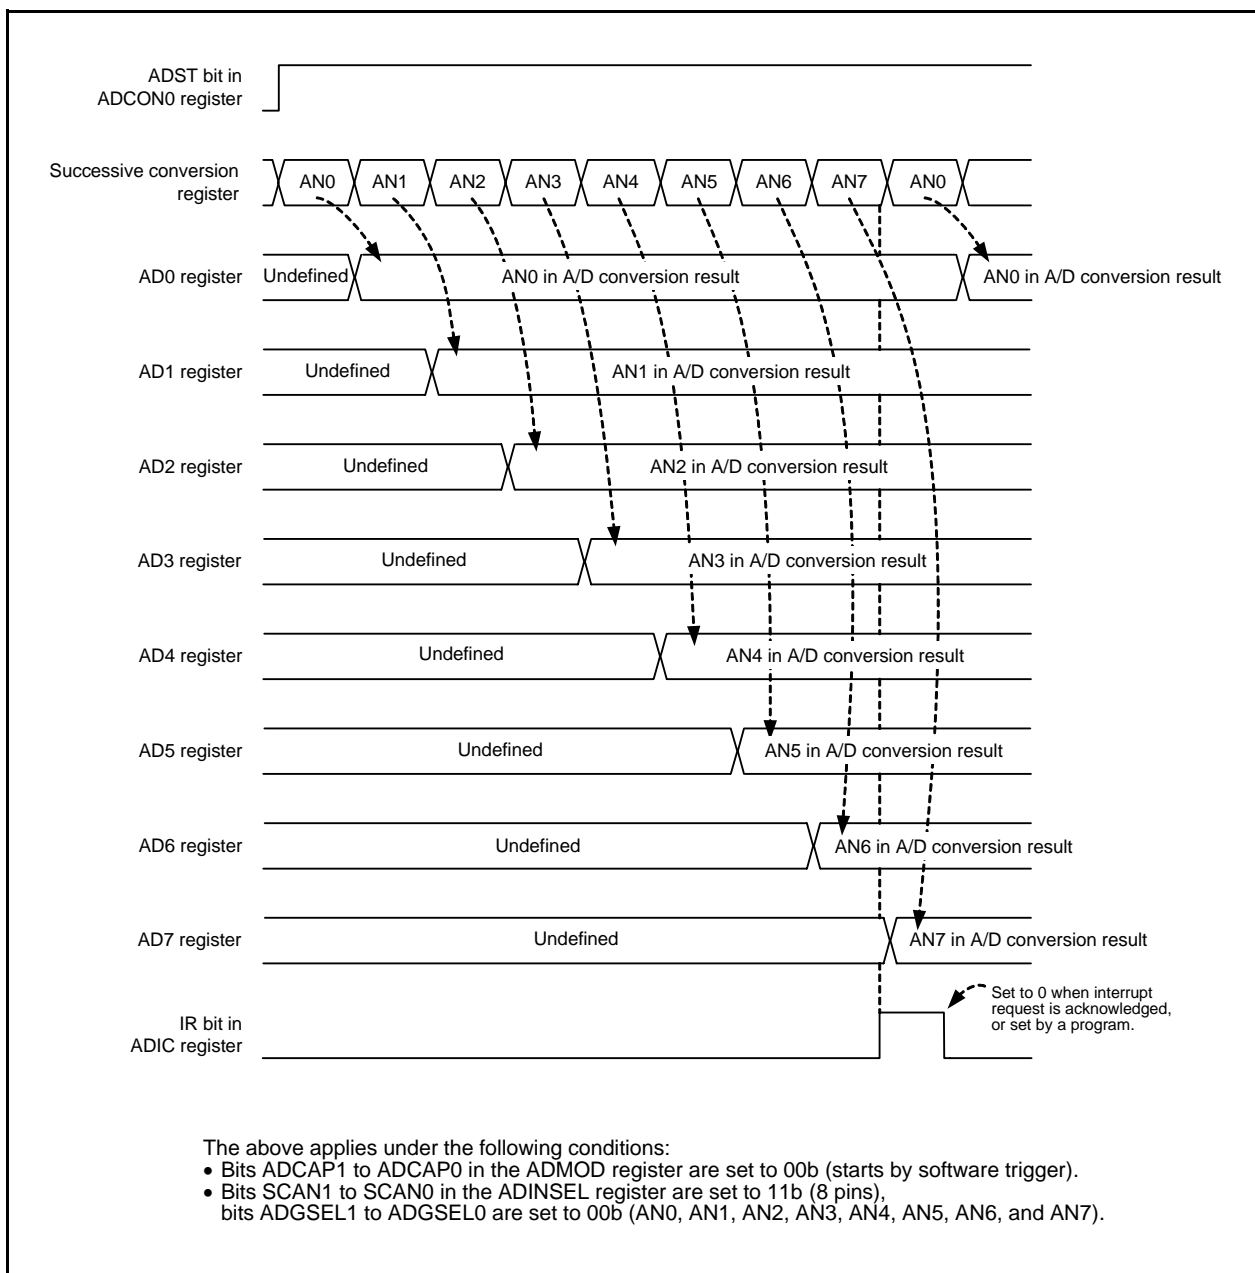 ADST bit in
ADCON0 register
Successive conversion
register
AN0 AN1 AN2 AN3 AN4 AN5 AN6 AN7 AN0
AD0 register Undefined AN0 in A/D conversion result AN0 in A/D conversion result
AD1 register Undefined AN1 in A/D conversion result
AD2 register Undefined AN2 in A/D conversion result
AD3 register Undefined AN3 in A/D conversion result
AD4 register Undefined AN4 in A/D conversion result
AD5 register Undefined AN5 in A/D conversion result
AD6 register Undefined AN6 in A/D conversion result
AD7 register Undefined AN7 in A/D conversion result
IR bit in
ADIC register
Set to 0 when interrupt
request is acknowledged,
or set by a program.
The above applies under the following conditions:
• Bits ADCAP1 to ADCAP0 in the ADMOD register are set to 00b (starts by software trigger).
• Bits SCAN1 to SCAN0 in the ADINSEL register are set to 11b (8 pins),
bits ADGSEL1 to ADGSEL0 are set to 00b (AN0, AN1, AN2, AN3, AN4, AN5, AN6, and AN7).